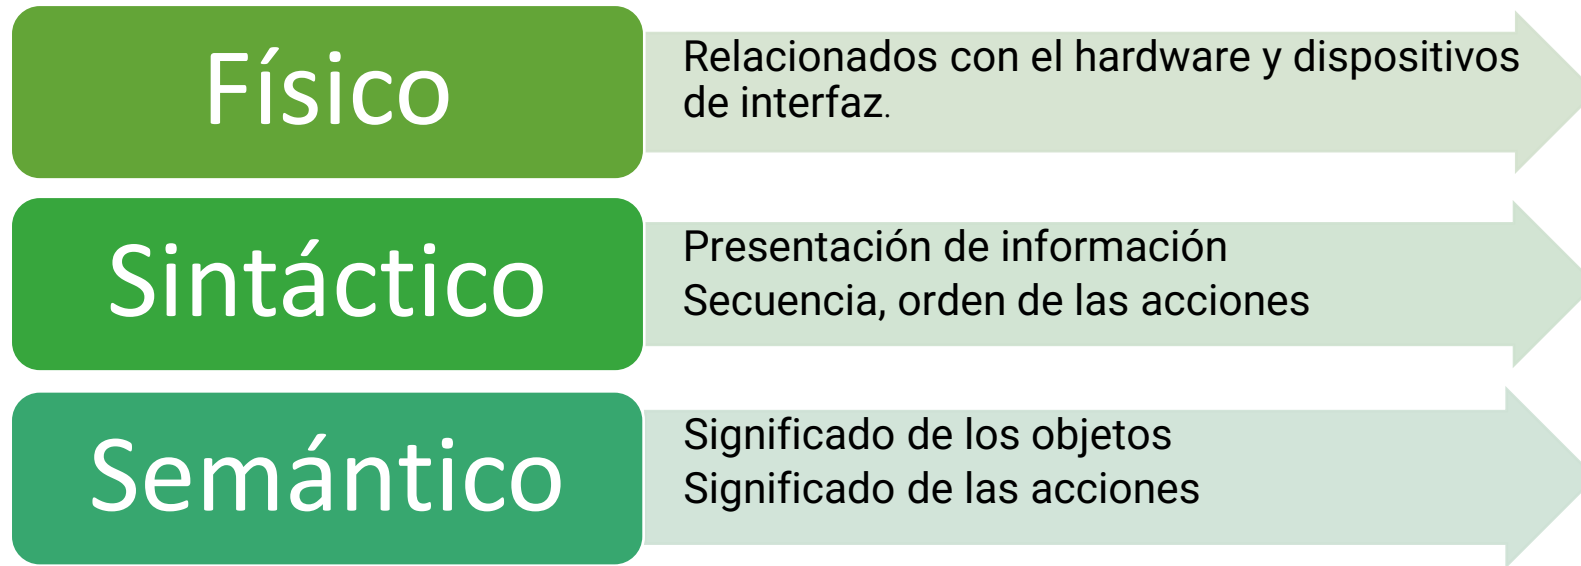 Físico
Relacionados con el hardware y dispositivos
de interfaz.
Sintáctico
Presentación de información
Secuencia, orden de las acciones
Semántico
Significado de los objetos
Significado de las acciones